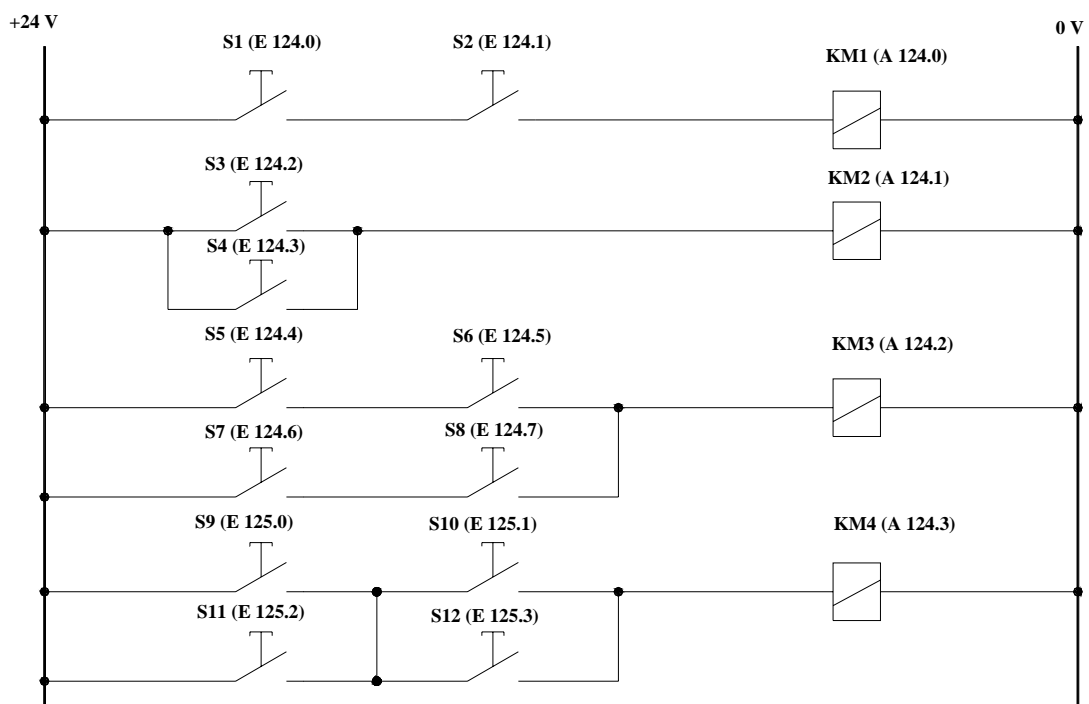 +24 V
0 V
S1 (E 124.0)
S2 (E 124.1)
KM1 (A 124.0)
S3 (E 124.2)
KM2 (A 124.1)
S4 (E 124.3)
S5 (E 124.4)
S6 (E 124.5)
KM3 (A 124.2)
S7 (E 124.6)
S8 (E 124.7)
S9 (E 125.0)
S10 (E 125.1)
KM4 (A 124.3)
S11 (E 125.2)
S12 (E 125.3)